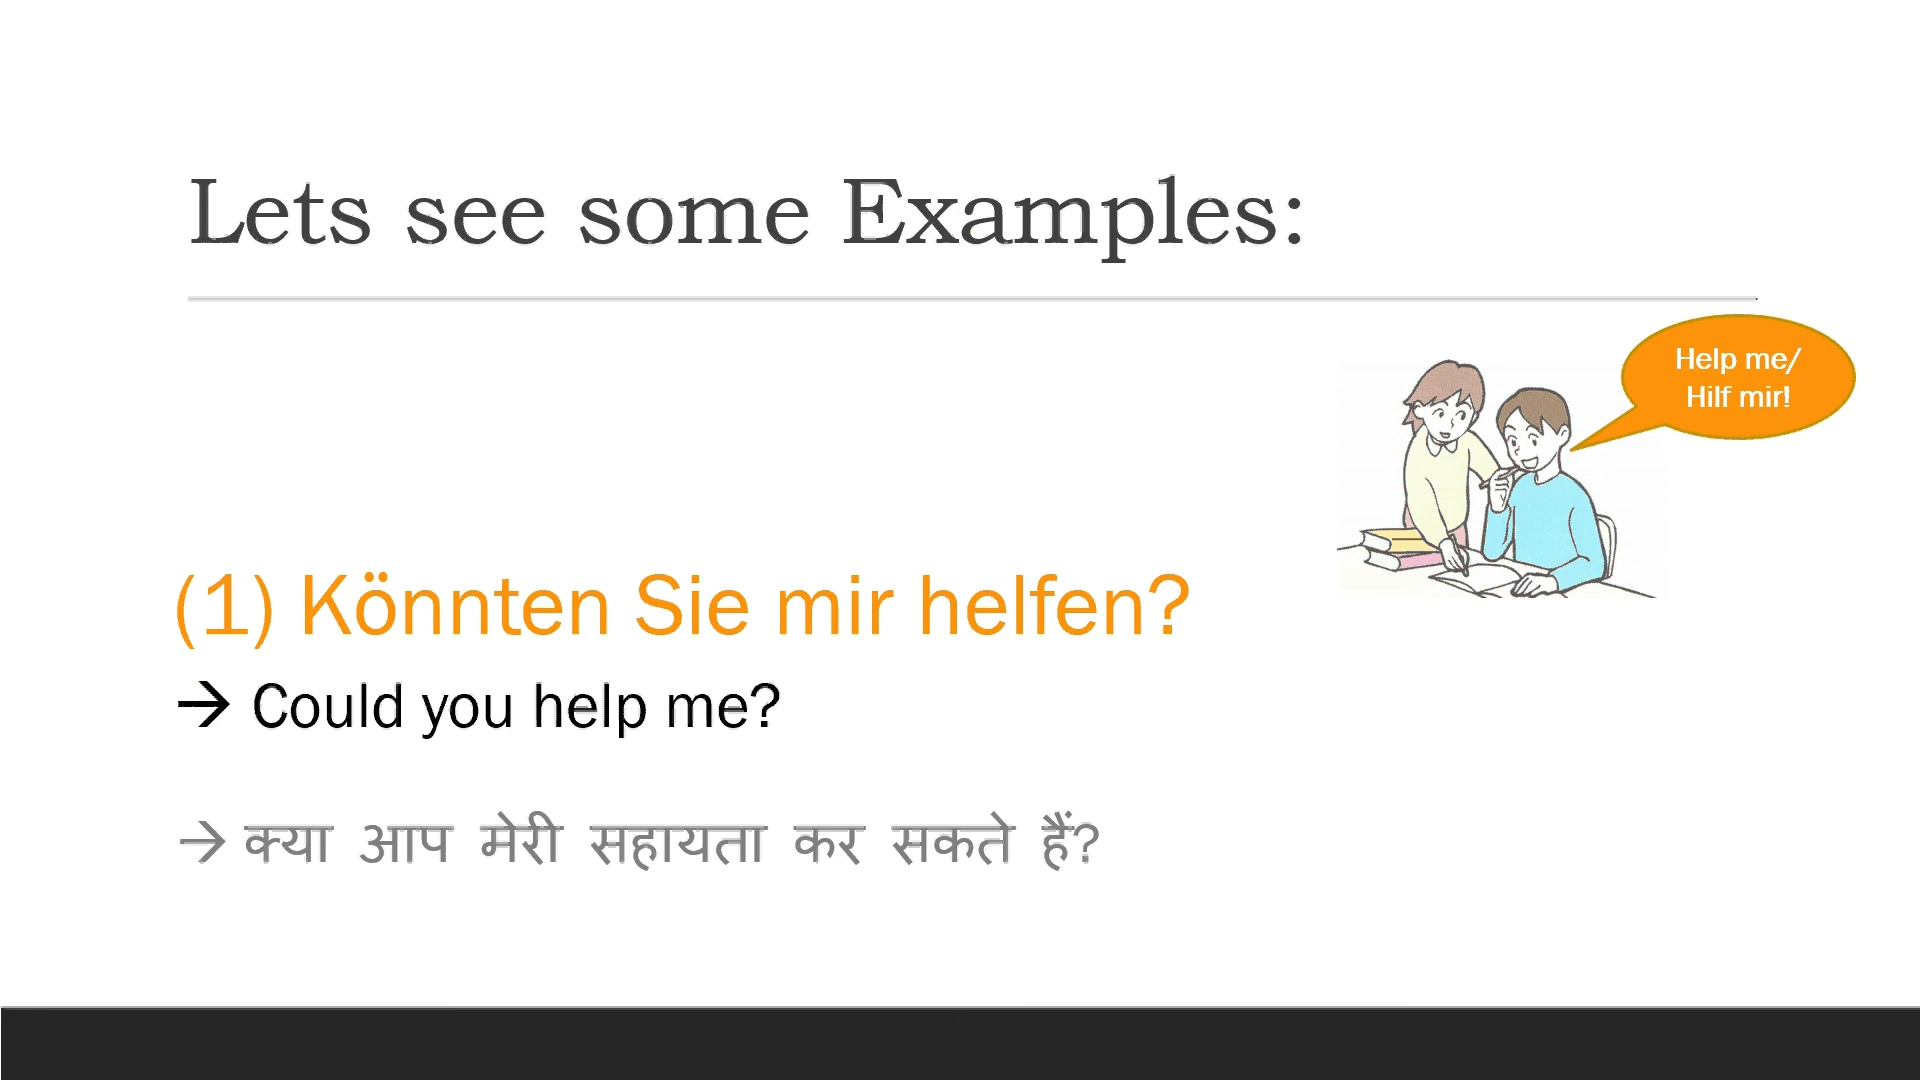 Lets see some Examples:
Help me/
Hilf mir!
(1) Könnten Sie mir helfen?
→ Could you help me?
→ क्या आप मेरी सहायता कर सकते हैं?